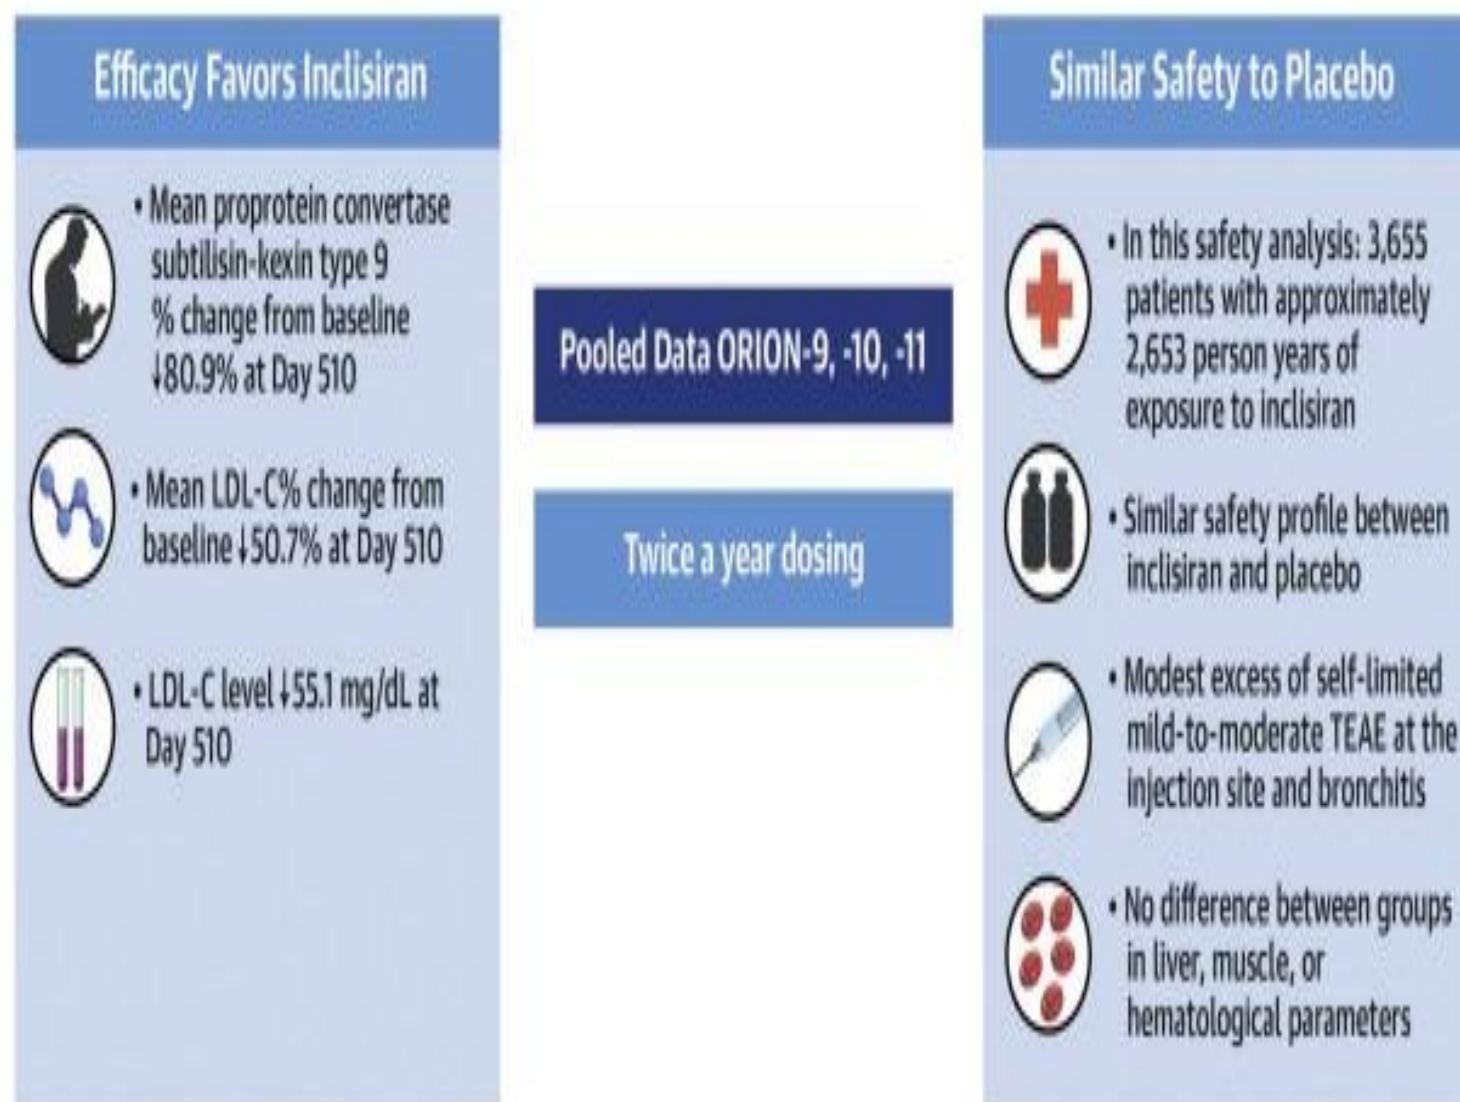 Efficacy Favors Inclisiran
• Mean proprotein convertase
subtilisin-kexin type 9
% change from baseline
↓80.9% at Day 510
• Mean LDL-C% change from
baseline ↓50.7% at Day 510
• LDL-C level ↓55.1 mg/dL at
Day 510
Pooled Data ORION-9, -10, -11
Twice a year dosing
Similar Safety to Placebo
• In this safety analysis: 3,655
patients with approximately
2,653 person years of
exposure to inclisiran
• Similar safety profile between
inclisiran and placebo
• Modest excess of self-limited
mild-to-moderate TEAE at the
injection site and bronchitis
• No difference between groups
in liver, muscle, or
hematological parameters